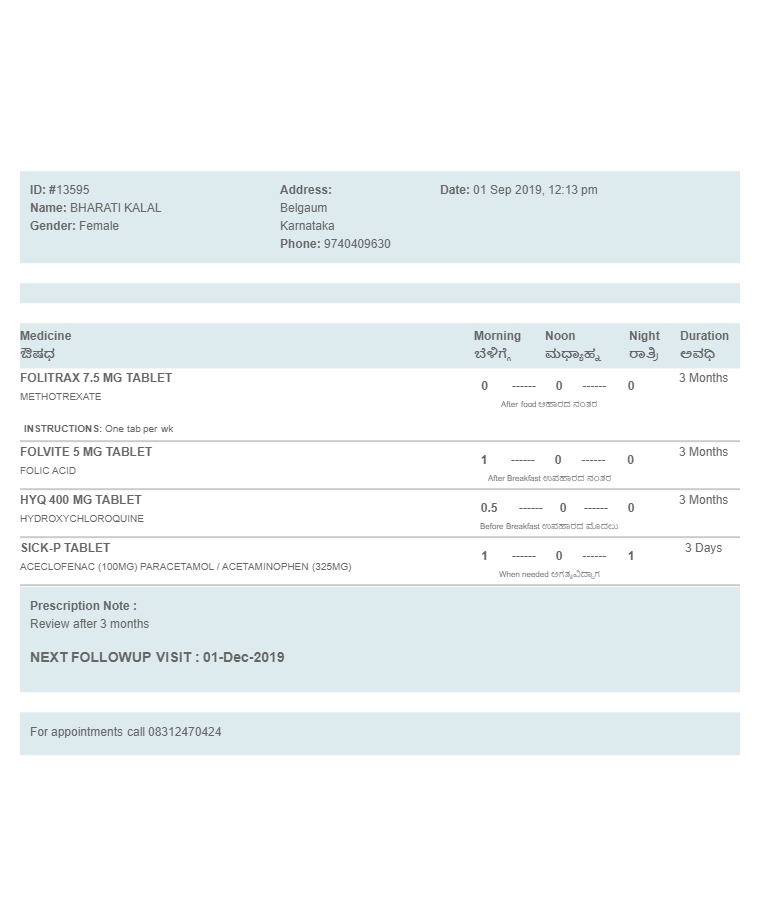 ID: #13595
Name: BHARATI KALAL
Gender: Female
Address:
Belgaum
Karnataka
Phone: 9740409630
Date: 01 Sep 2019, 12:13 pm
Medicine Morning Noon Night Duration
ಔಷಧ ಬೆಳಿಗ್ಗೆ ಮಧ್ಯಾಹ್ನ ರಾತ್ರಿ ಅವಧಿ
FOLITRAX 7.5 MG TABLET 3 Months
0 ------ 0 ------ 0
METHOTREXATE
After food ಆಹಾರದ ನಂತರ
INSTRUCTIONS: One tab per wk
FOLVITE 5 MG TABLET 3 Months
1 ------ 0 ------ 0
FOLIC ACID
After Breakfast ಉಪಹಾರದ ನಂತರ
HYQ 400 MG TABLET 3 Months
0.5 ------ 0 ------ 0
HYDROXYCHLOROQUINE
Before Breakfast ಉಪಹಾರದ ಮೊದಲು
SICK-P TABLET 3 Days
1 ------ 0 ------ 1
ACECLOFENAC (100MG) PARACETAMOL / ACETAMINOPHEN (325MG)
When needed ಅಗತ್ಯವಿದ್ದಾಗ
Prescription Note :
Review after 3 months
NEXT FOLLOWUP VISIT : 01-Dec-2019
For appointments call 08312470424